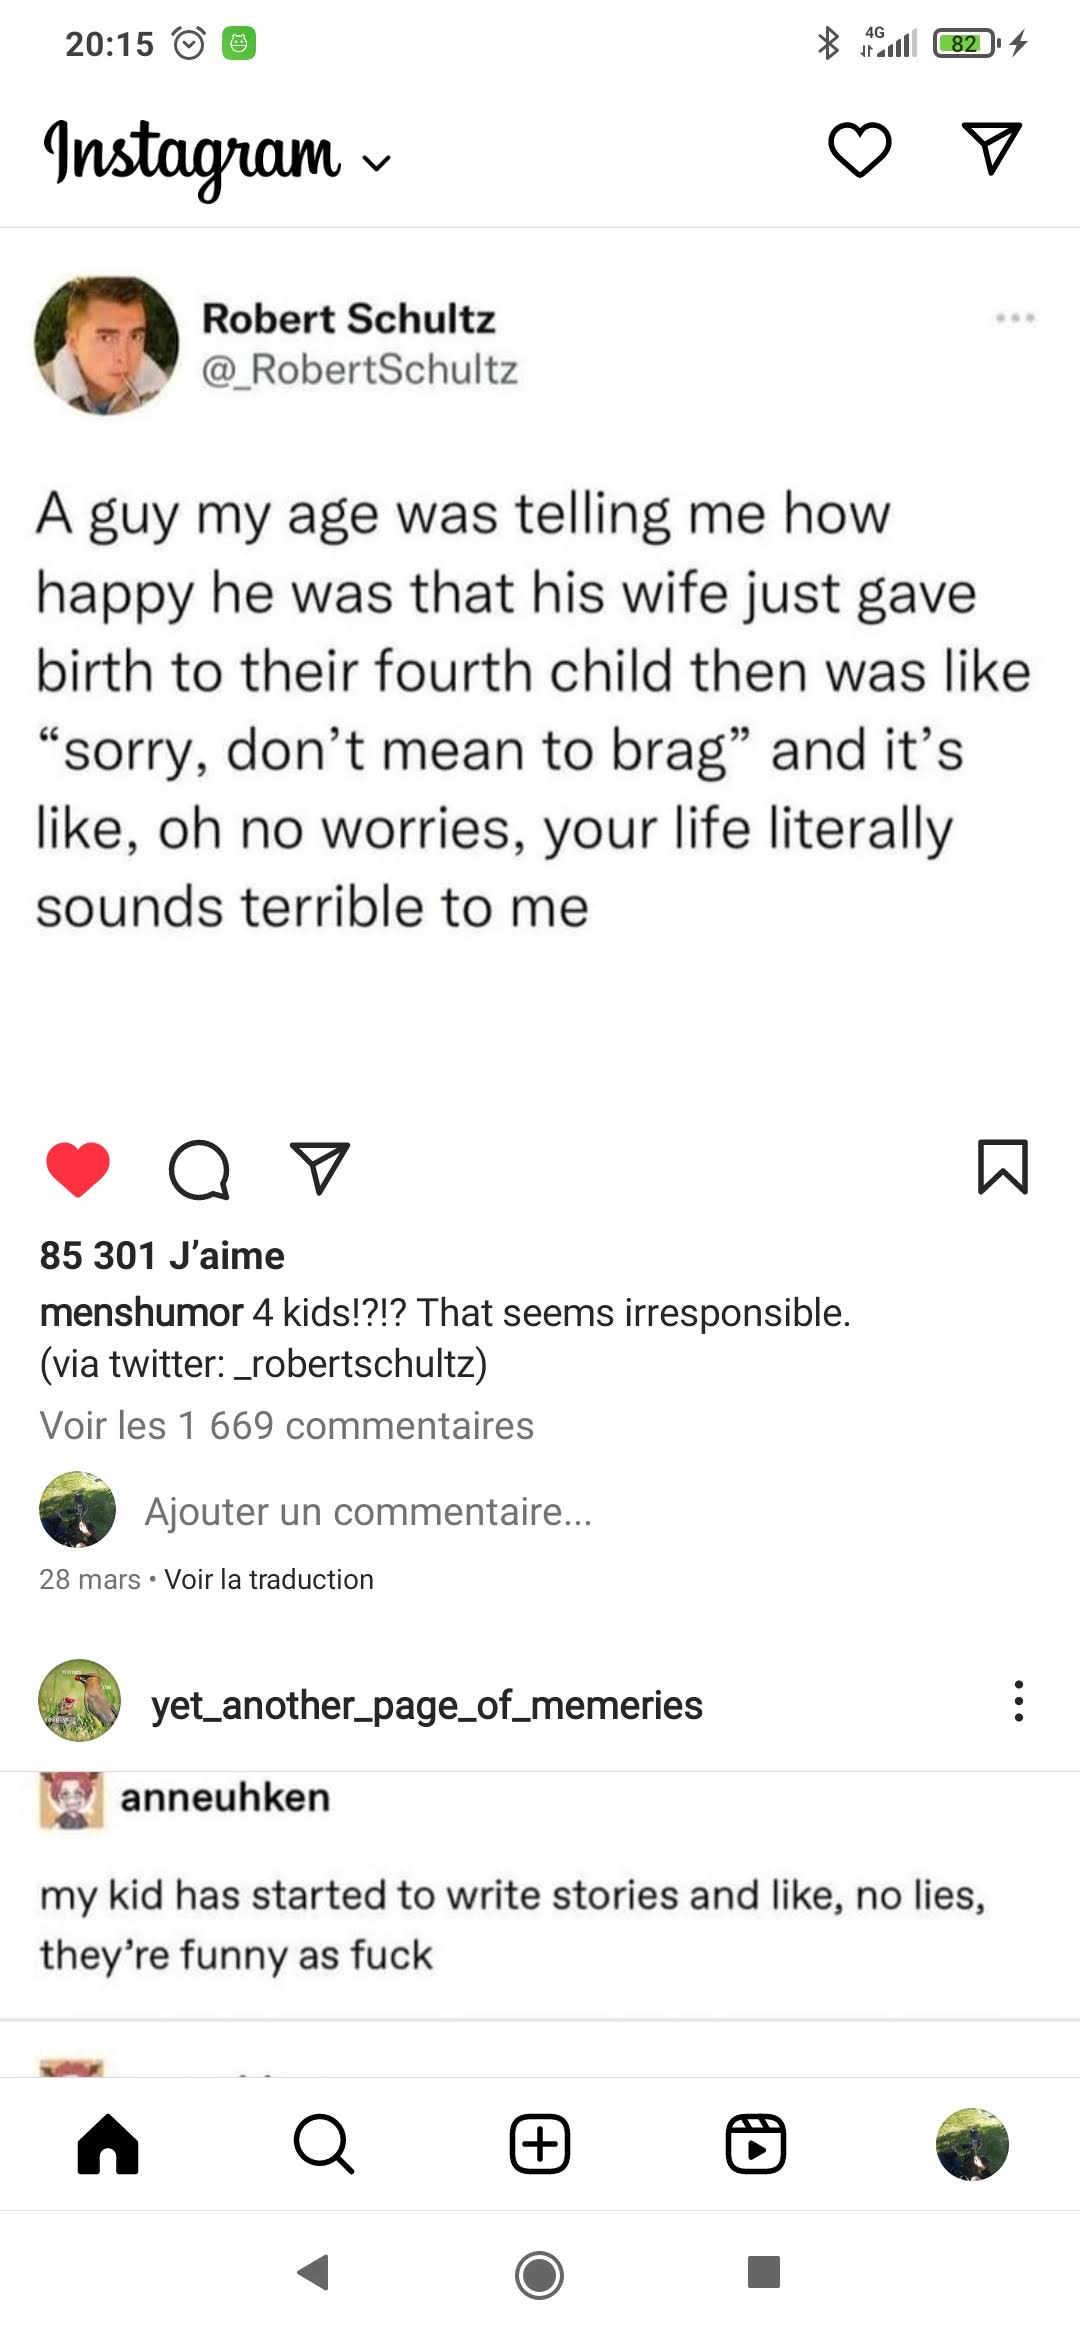 20:15
4G
82
Instagram
Robert Schultz
@_RobertSchultz
A guy my age was telling me how
happy he was that his wife just gave
birth to their fourth child then was like
“sorry, don’t mean to brag” and it’s
like, oh no worries, your life literally
sounds terrible to me
85 301 J’aime
menshumor 4 kids!?!? That seems irresponsible.
(via twitter: _robertschultz)
Voir les 1 669 commentaires
Ajouter un commentaire...
28 mars • Voir la traduction
yet_another_page_of_memeries
anneuhken
my kid has started to write stories and like, no lies,
they’re funny as fuck